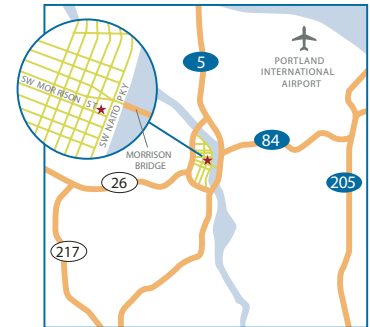 5
PORTLAND
INTERNATIONAL
AIRPORT
SW MORRISON ST
SW NAITO PKY
MORRISON
BRIDGE
84
26
205
217